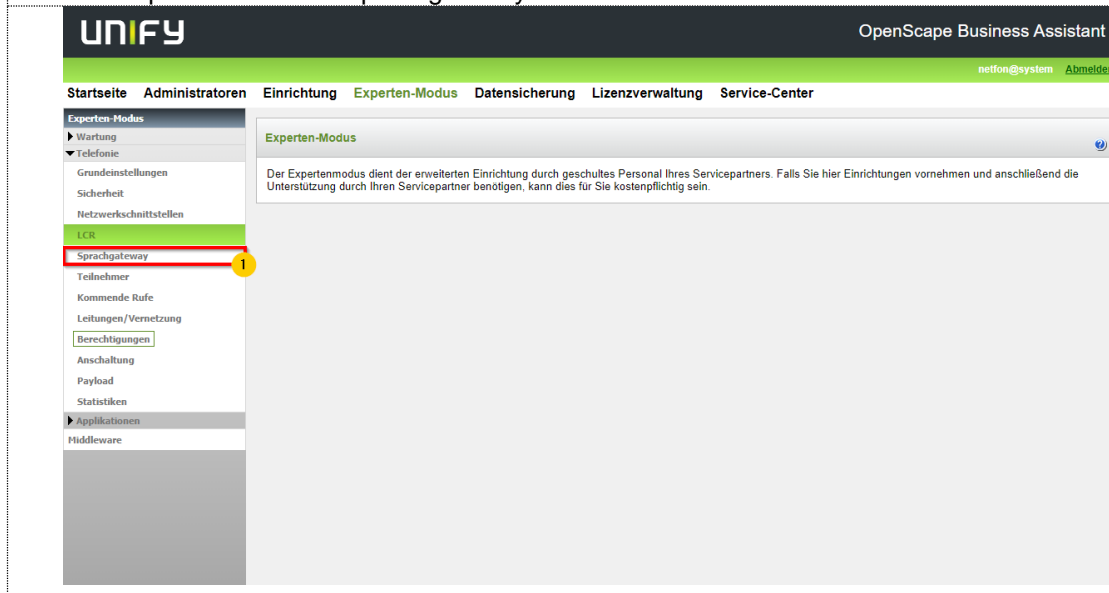 UNIFY
OpenScape Business Assistant
netfon@system Abmelde
Startseite Administratoren Einrichtung Experten-Modus Datensicherung Lizenzverwaltung Service-Center
Experten-Modus
Wartung
Telefonie
Grundeinstellungen
Sicherheit
Netzwerkschnittstellen
LCR
Sprachgateway
1
Teilnehmer
Kommende Rufe
Leitungen/Vernetzung
Berechtigungen
Anschaltung
Payload
Statistiken
Applikationen
Middleware
Experten-Modus
Der Expertenmodus dient der erweiterten Einrichtung durch geschultes Personal Ihres Servicepartners. Falls Sie hier Einrichtungen vornehmen und anschließend die
Unterstützung durch Ihren Servicepartner benötigen, kann dies für Sie kostenpflichtig sein.